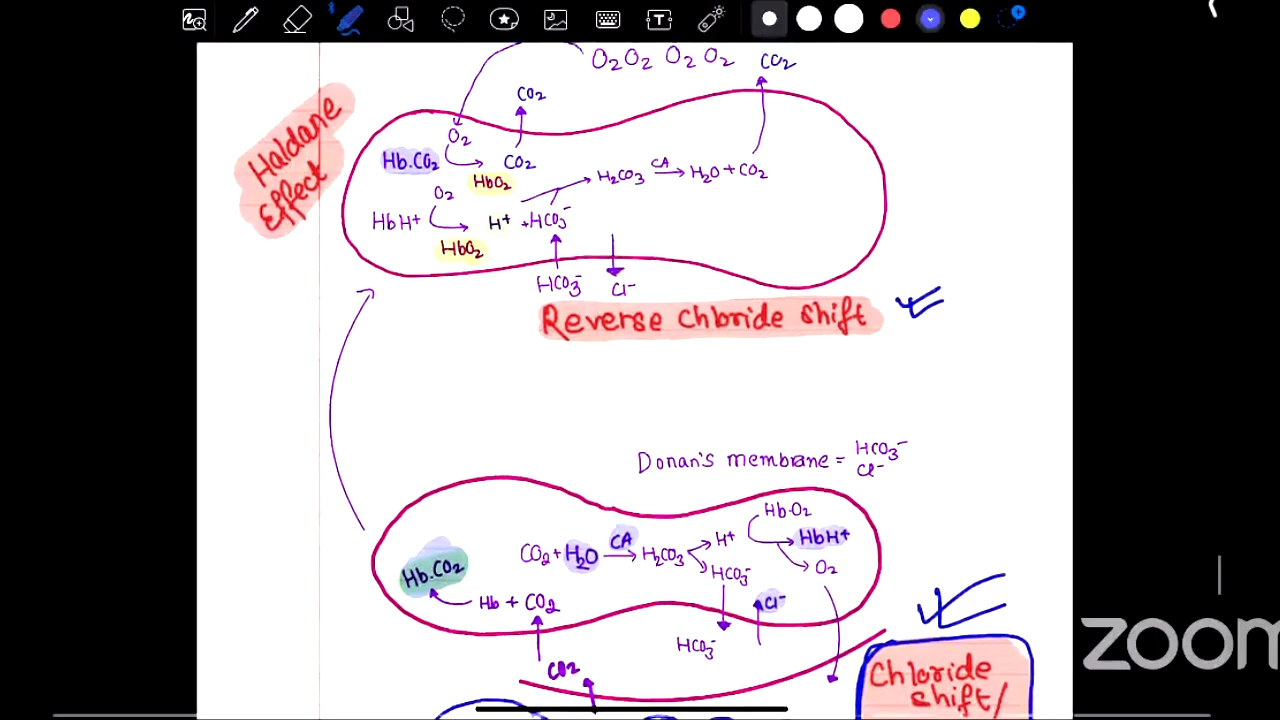 O2 O2 O2 O2 CO2
CO2
Haldane
Effect
O2
Hb.CO2 CO2
HbO2
H2CO3 CA H2O + CO2
O2
HbH+ H+ + HCO3-
HbO2
HCO3- Cl-
Reverse Chloride shift
Donan's membrane = HCO3-
Cl-
Hb.O2
CO2 + H2O CA H2CO3 H+ HbH+
Hb.CO2 HCO3- O2
Hb + CO2 Cl-
HCO3-
CO2
Chloride
shift/
zoom